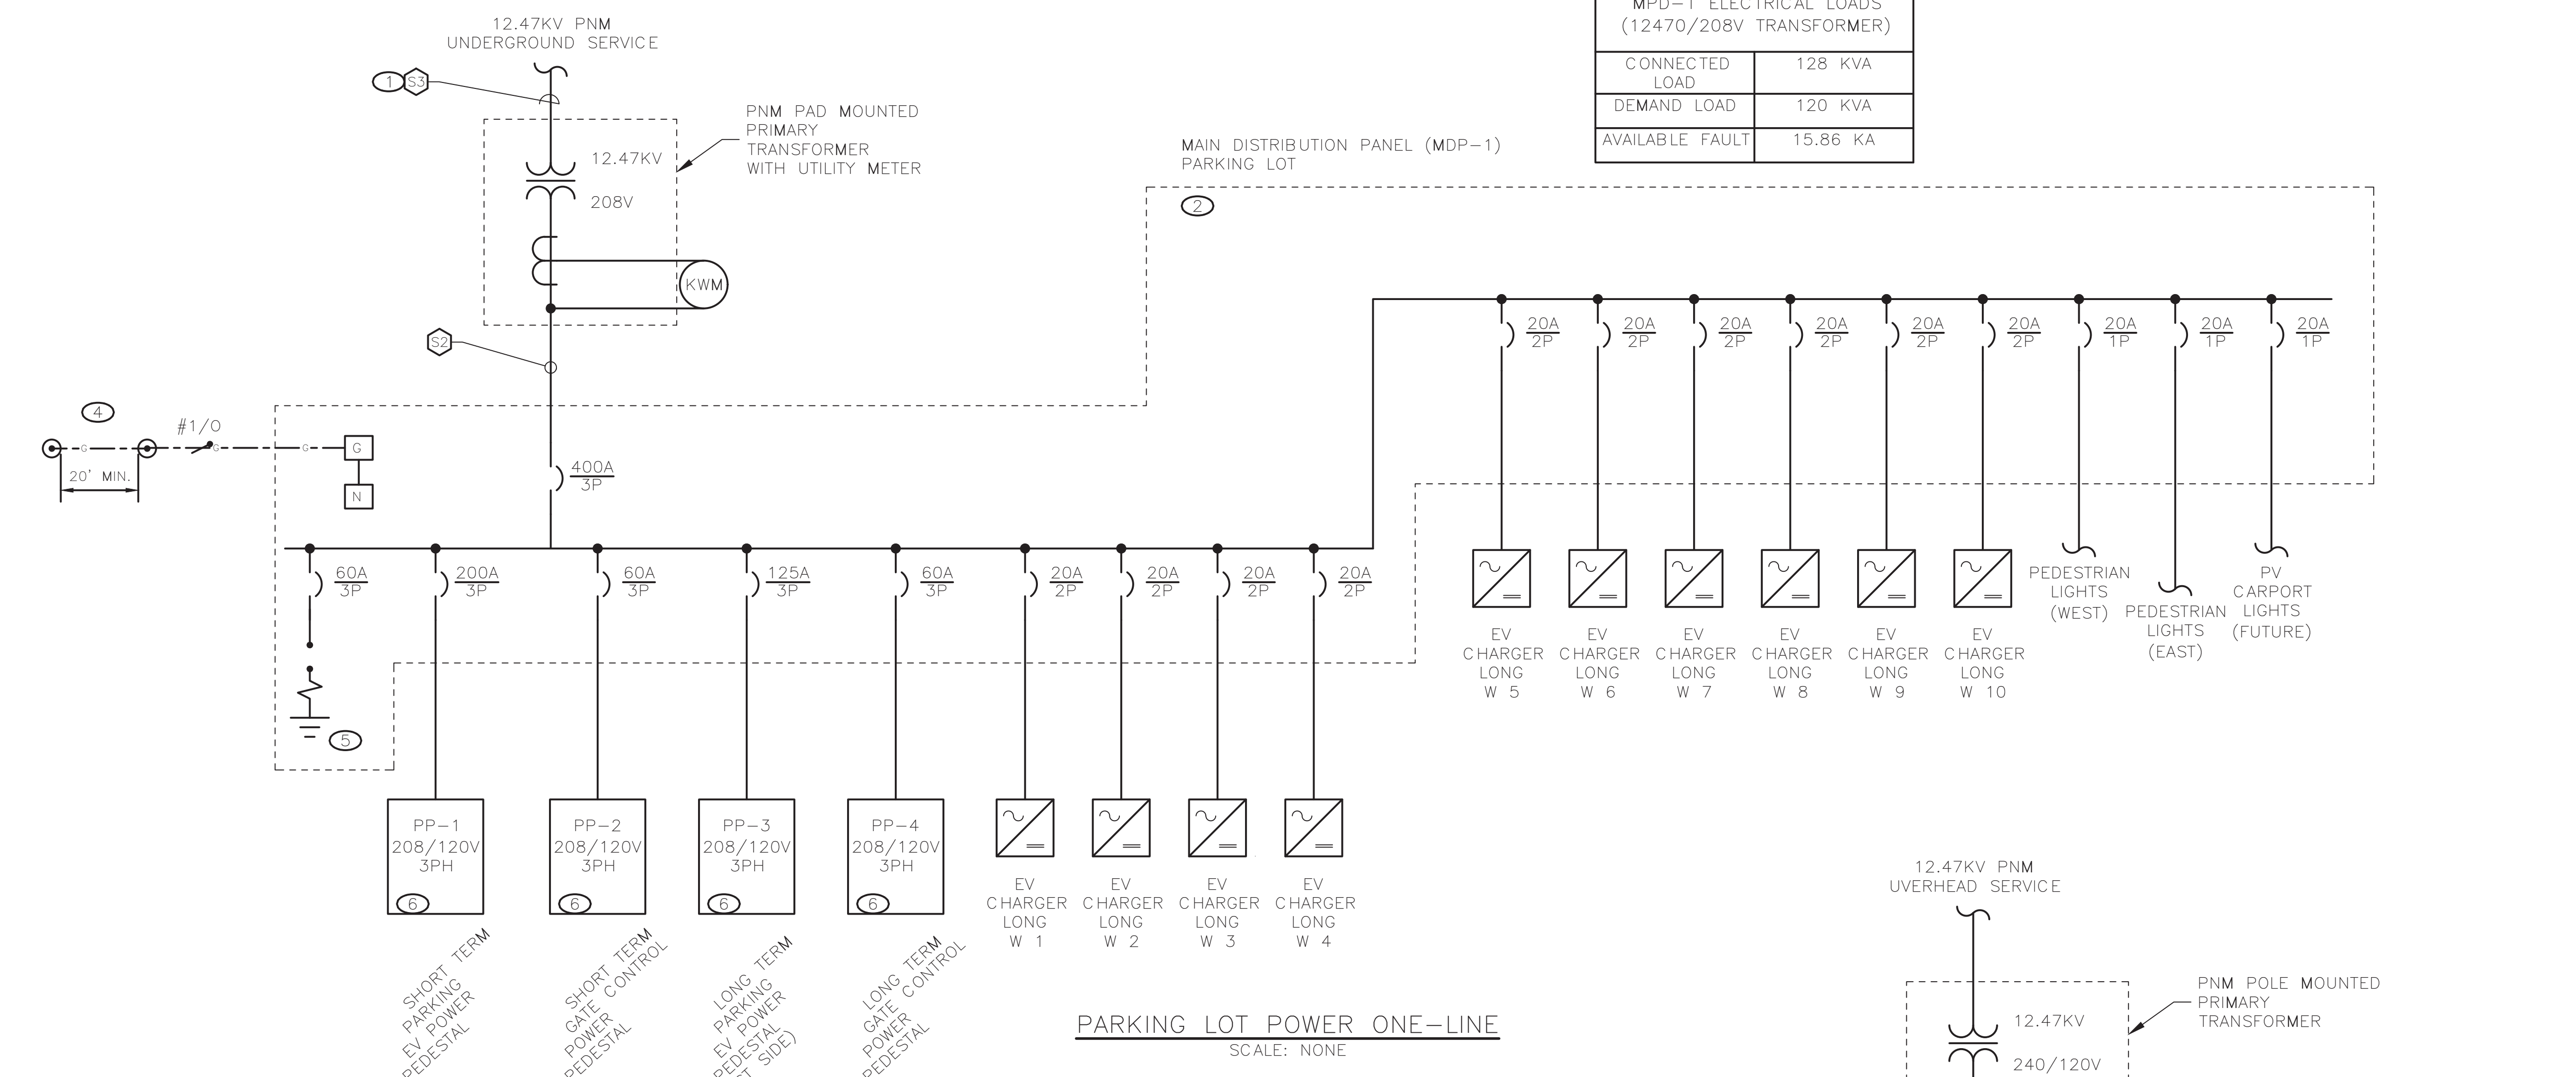 12.47KV PNM
UNDERGROUND SERVICE
1
S3
PNM PAD MOUNTED
PRIMARY
TRANSFORMER
WITH UTILITY METER
12.47KV
208V
KWM
S2
MPD-1 ELECTRICAL LOADS
(12470/208V TRANSFORMER)
CONNECTED LOAD 128 KVA
DEMAND LOAD 120 KVA
AVAILABLE FAULT 15.86 KA
MAIN DISTRIBUTION PANEL (MDP-1)
PARKING LOT
2
4
#1/0
G G G
20' MIN.
G
N
400A
3P
20A 20A 20A 20A 20A 20A 20A 20A 20A
2P 2P 2P 2P 2P 2P 1P 1P 1P
60A 200A 60A 125A 60A 20A 20A 20A 20A
3P 3P 3P 3P 3P 2P 2P 2P 2P
5
EV
CHARGER
LONG
W 5
EV
CHARGER
LONG
W 6
EV
CHARGER
LONG
W 7
EV
CHARGER
LONG
W 8
EV
CHARGER
LONG
W 9
EV
CHARGER
LONG
W 10
PEDESTRIAN
LIGHTS
(WEST)
PEDESTRIAN
LIGHTS
(EAST)
PV
CARPORT
LIGHTS
(FUTURE)
PP-1
208/120V
3PH
6
PP-2
208/120V
3PH
6
PP-3
208/120V
3PH
6
PP-4
208/120V
3PH
6
EV
CHARGER
LONG
W 1
EV
CHARGER
LONG
W 2
EV
CHARGER
LONG
W 3
EV
CHARGER
LONG
W 4
SHORT TERM
PARKING
EV POWER
PEDESTAL
SHORT TERM
GATE CONTROL
POWER
PEDESTAL
LONG TERM
PARKING
EV POWER
PEDESTAL
SIDE)
LONG TERM
GATE CONTROL
POWER
PEDESTAL
PARKING LOT POWER ONE-LINE
SCALE: NONE
12.47KV PNM
UVERHEAD SERVICE
PNM POLE MOUNTED
PRIMARY
TRANSFORMER
12.47KV
240/120V